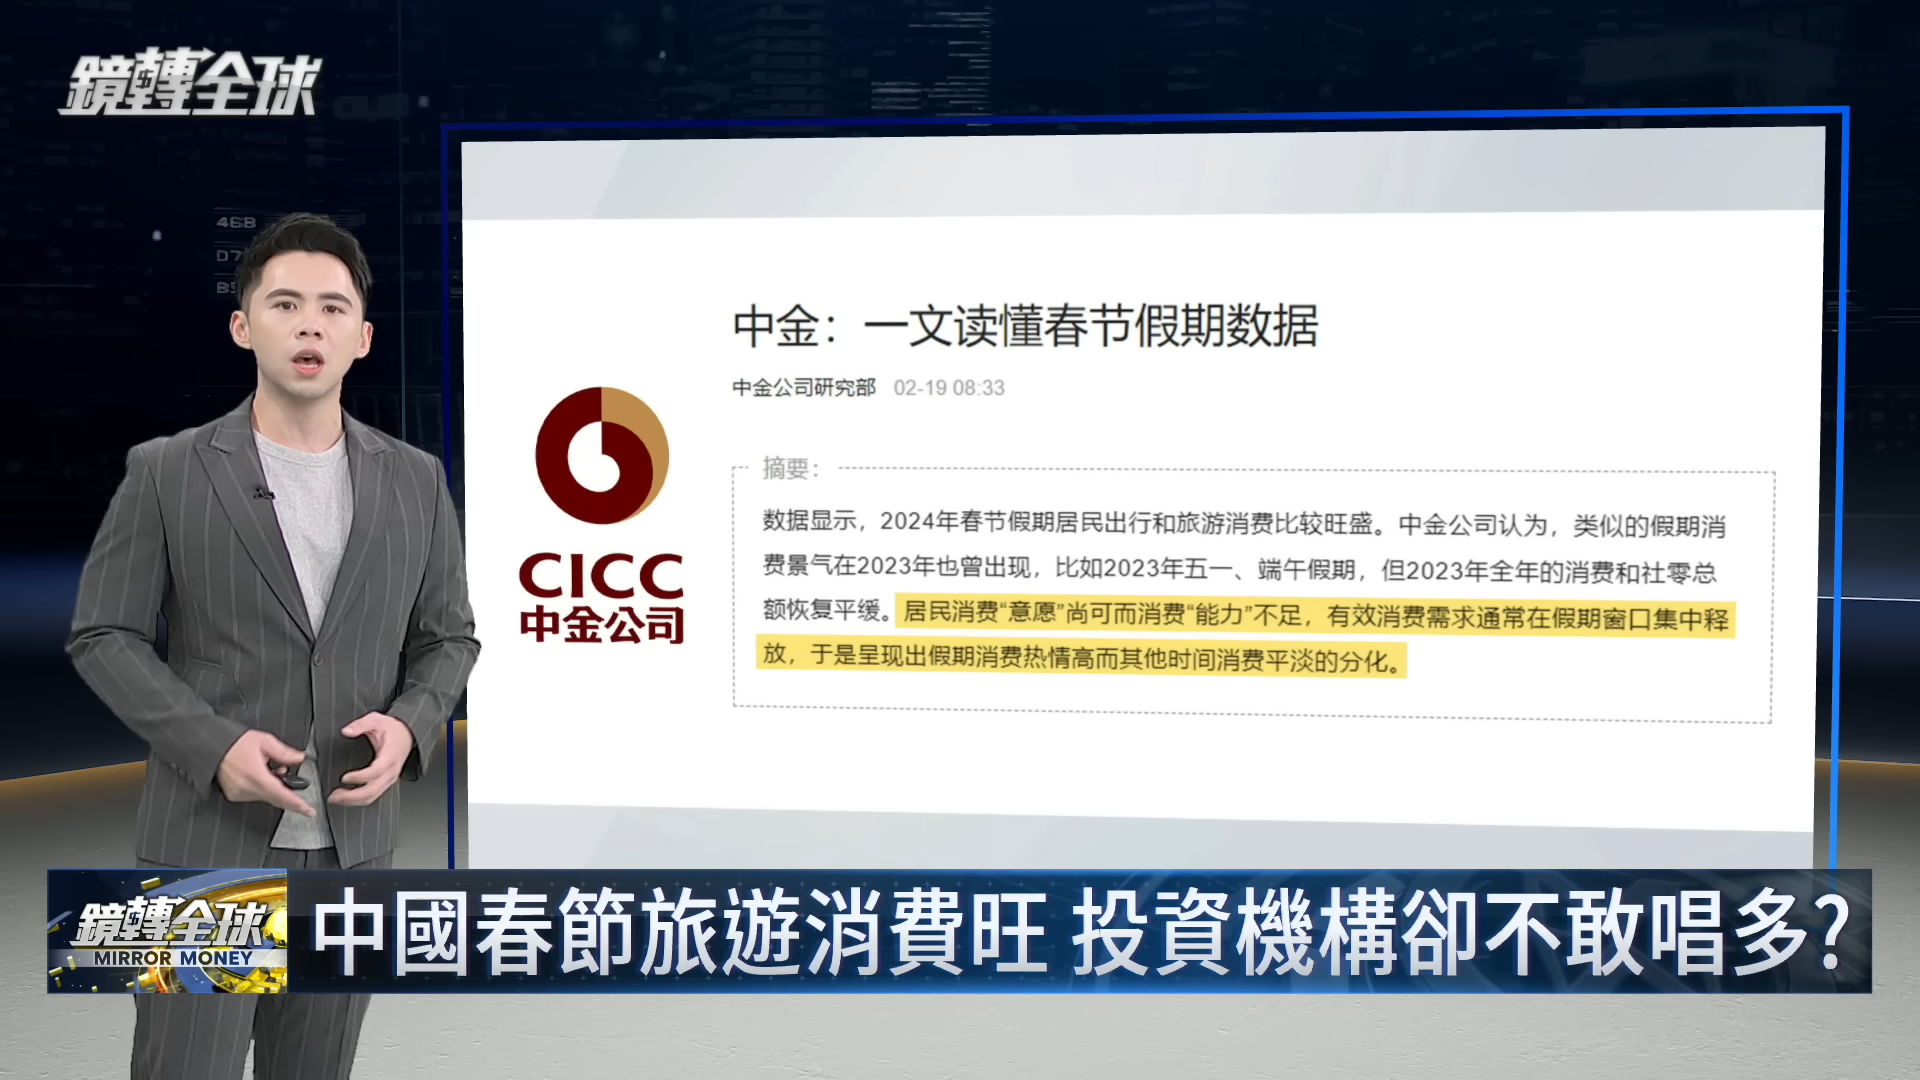 鏡轉全球
46B
中金：一文读懂春节假期数据
中金公司研究部 02-19 08:33
摘要：
数据显示，2024年春节假期居民出行和旅游消费比较旺盛。中金公司认为，类似的假期消
费景气在2023年也曾出现，比如2023年五一、端午假期，但2023年全年的消费和社零总
额恢复平缓。居民消费“意愿”尚可而消费“能力”不足，有效消费需求通常在假期窗口集中释
放，于是呈现出假期消费热情高而其他时间消费平淡的分化。
CICC
中金公司
鏡轉全球
MIRROR MONEY
中國春節旅遊消費旺 投資機構卻不敢唱多?